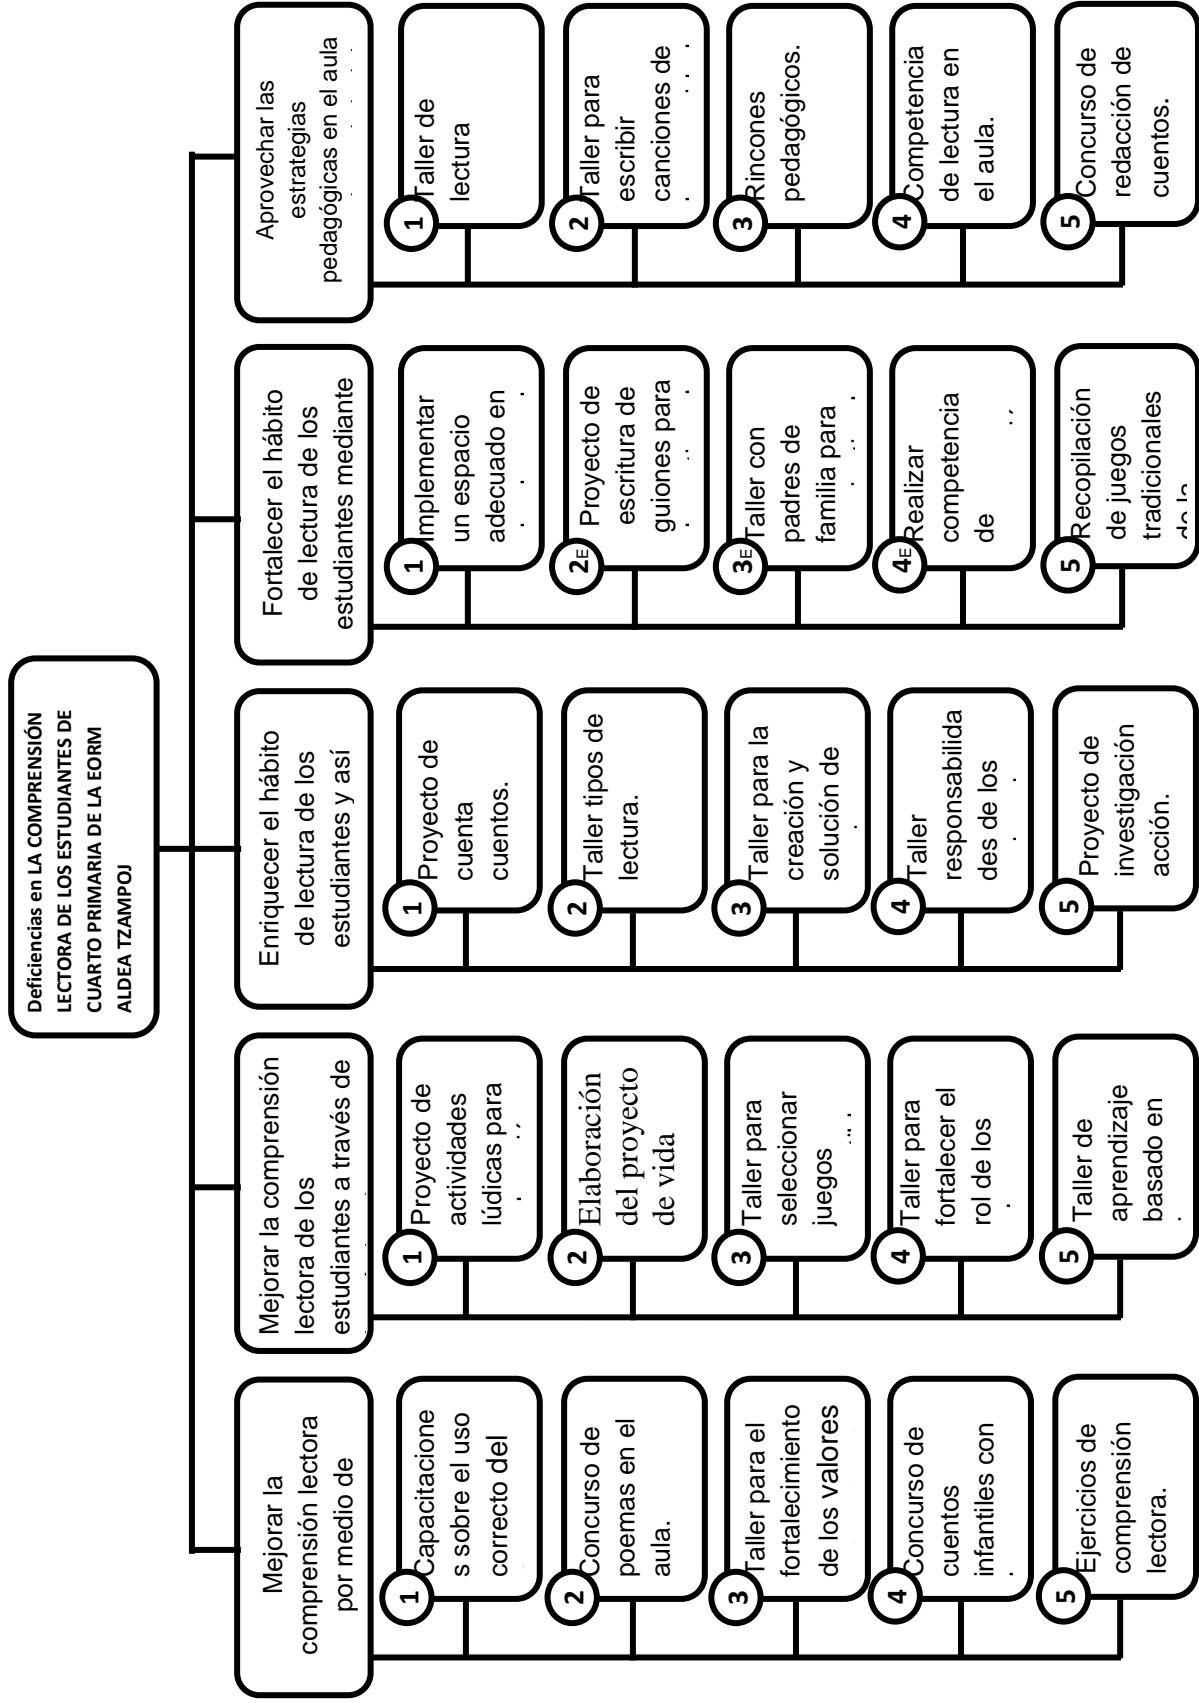 Deficiencias en LA COMPRENSIÓN
LECTORA DE LOS ESTUDIANTES DE
CUARTO PRIMARIA DE LA EORM
ALDEA TZAMPOJ
Mejorar la
comprensión lectora
por medio de
1
Capacitacione
s sobre el uso
correcto del
2
Concurso de
poemas en el
aula.
3
Taller para el
fortalecimiento
de los valores
4
Concurso de
cuentos
infantiles con
5
Ejercicios de
comprensión
lectora.
Mejorar la comprensión
lectora de los
estudiantes a través de
1
Proyecto de
actividades
lúdicas para
2
Elaboración
del proyecto
de vida
3
Taller para
seleccionar
juegos
4
Taller para
fortalecer el
rol de los
5
Taller de
aprendizaje
basado en
Enriquecer el hábito
de lectura de los
estudiantes y así
1
Proyecto de
cuenta
cuentos.
2
Taller tipos de
lectura.
3
Taller para la
creación y
solución de
4
Taller
responsabilida
des de los
5
Proyecto de
investigación
acción.
Fortalecer el hábito
de lectura de los
estudiantes mediante
1
Implementar
un espacio
adecuado en
2E
Proyecto de
escritura de
guiones para
3E
Taller con
padres de
familia para
4E
Realizar
competencia
de
5
Recopilación
de juegos
tradicionales
de la
Aprovechar las
estrategias
pedagógicas en el aula
1
Taller de
lectura
2
Taller para
escribir
canciones de
3
Rincones
pedagógicos.
4
Competencia
de lectura en
el aula.
5
Concurso de
redacción de
cuentos.